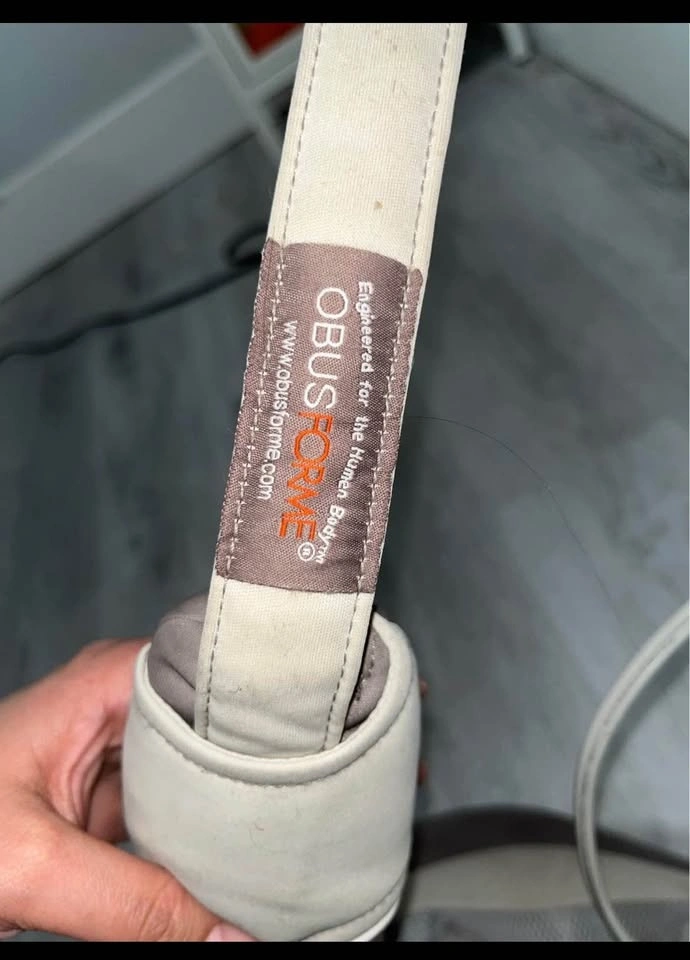 Engineered for the Human Body™
OBUSFORME®
www.obusforme.com